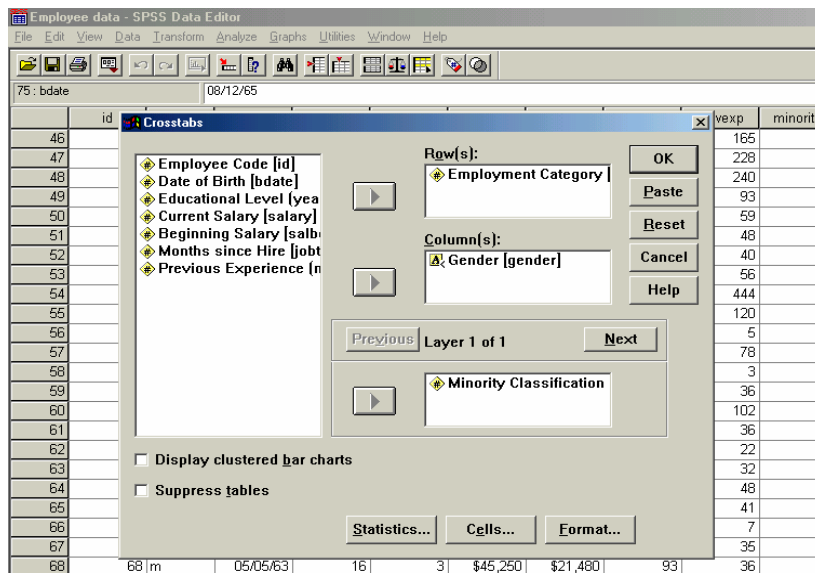 Employee data - SPSS Data Editor
File Edit View Data Transform Analyze Graphs Utilities Window Help
75 : bdate 08/12/65
id vexp minorit
Crosstabs
Employee Code [id]
Date of Birth [bdate]
Educational Level (yea
Current Salary [salary]
Beginning Salary [salb
Months since Hire [jobt
Previous Experience (n
Row(s):
Employment Category [
Column(s):
Gender [gender]
Previous Layer 1 of 1 Next
Minority Classification
OK
Paste
Reset
Cancel
Help
Display clustered bar charts
Suppress tables
Statistics... Cells... Format...
46 165
47 228
48 240
49 93
50 59
51 48
52 40
53 56
54 444
55 120
56 5
57 78
58 3
59 36
60 102
61 36
62 22
63 32
64 48
65 41
66 7
67 35
68 68 m 05/05/63 16 3 $45,250 $21,480 93 36